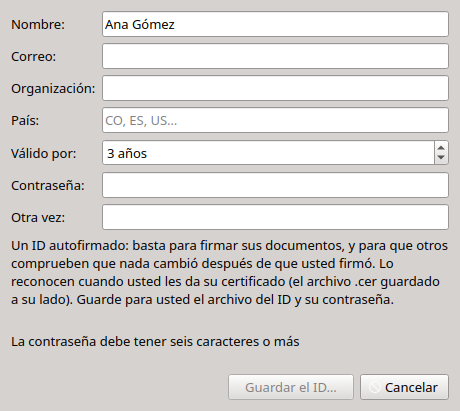 Nombre: Ana Gómez
Correo:
Organización:
País: CO, ES, US...
Válido por: 3 años
Contraseña:
Otra vez:
Un ID autofirmado: basta para firmar sus documentos, y para que otros
comprueben que nada cambió después de que usted firmó. Lo
reconocen cuando usted les da su certificado (el archivo .cer guardado
a su lado). Guarde para usted el archivo del ID y su contraseña.
La contraseña debe tener seis caracteres o más
Guardar el ID... Cancelar